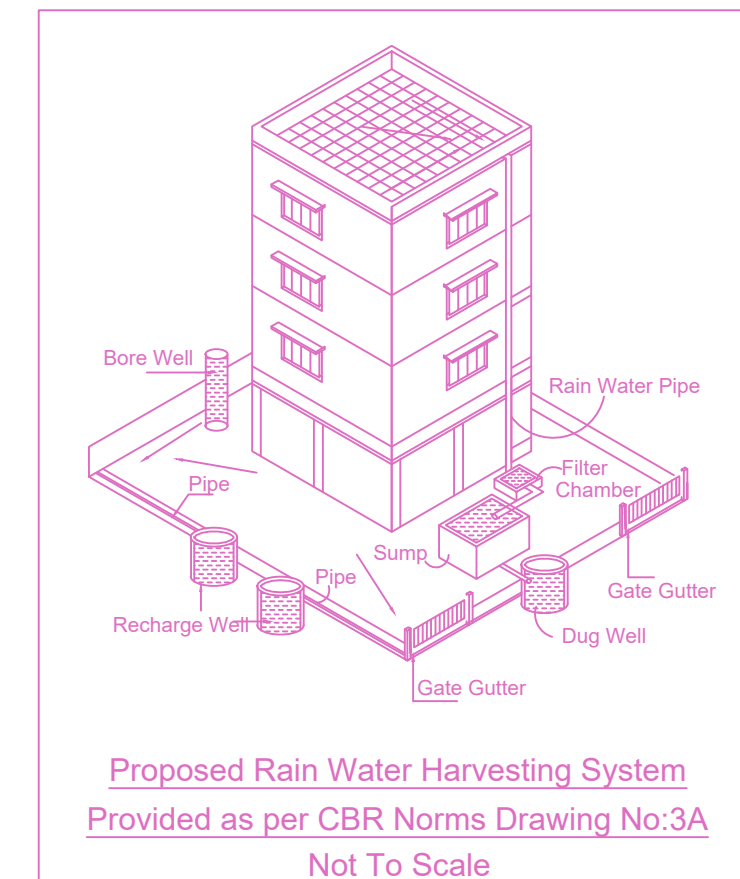 Bore Well
Rain Water Pipe
Filter
Chamber
Pipe
Sump
Pipe
Gate Gutter
Recharge Well
Dug Well
Gate Gutter
Proposed Rain Water Harvesting System
Provided as per CBR Norms Drawing No:3A
Not To Scale